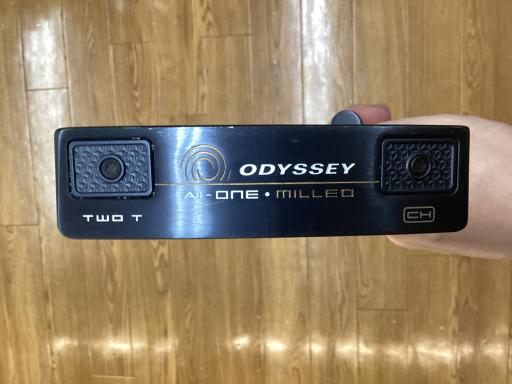 ODYSSEY
Ai-ONE • MILLED
TWO T
CH